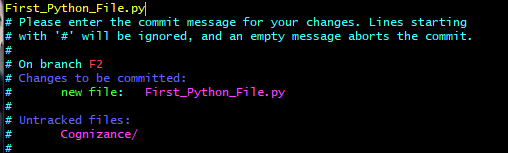 First_Python_File.py
# Please enter the commit message for your changes. Lines starting
# with '#' will be ignored, and an empty message aborts the commit.
#
# On branch F2
# Changes to be committed:
#       new file:   First_Python_File.py
#
# Untracked files:
#       Cognizance/
#